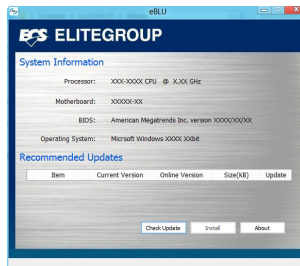 eBLU
ECS ELITEGROUP
System Information
Processor: XXX-XXXX CPU @ X.XX GHz
Motherboard: XXXXX-XX
BIOS: American Megatrends Inc. version XXXX/XX/XX
Operating System: Micrsoft Windows XXXX XXbit
Recommended Updates
Item Current Version Online Version Size(KB) Update
Check Update Install About